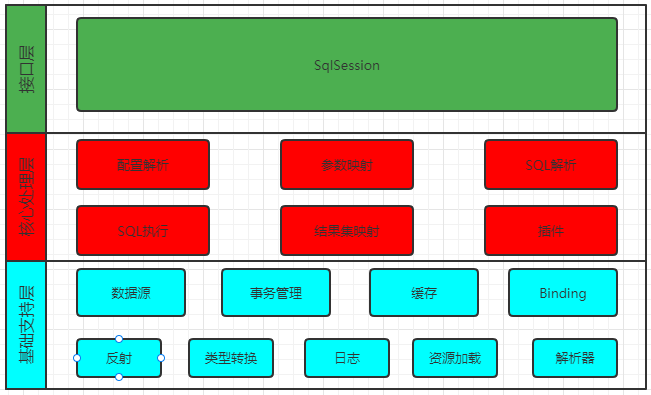 接口层
SqlSession
核心处理层
配置解析
参数映射
SQL解析
SQL执行
结果集映射
插件
基础支持层
数据源
事务管理
缓存
Binding
反射
类型转换
日志
资源加载
解析器